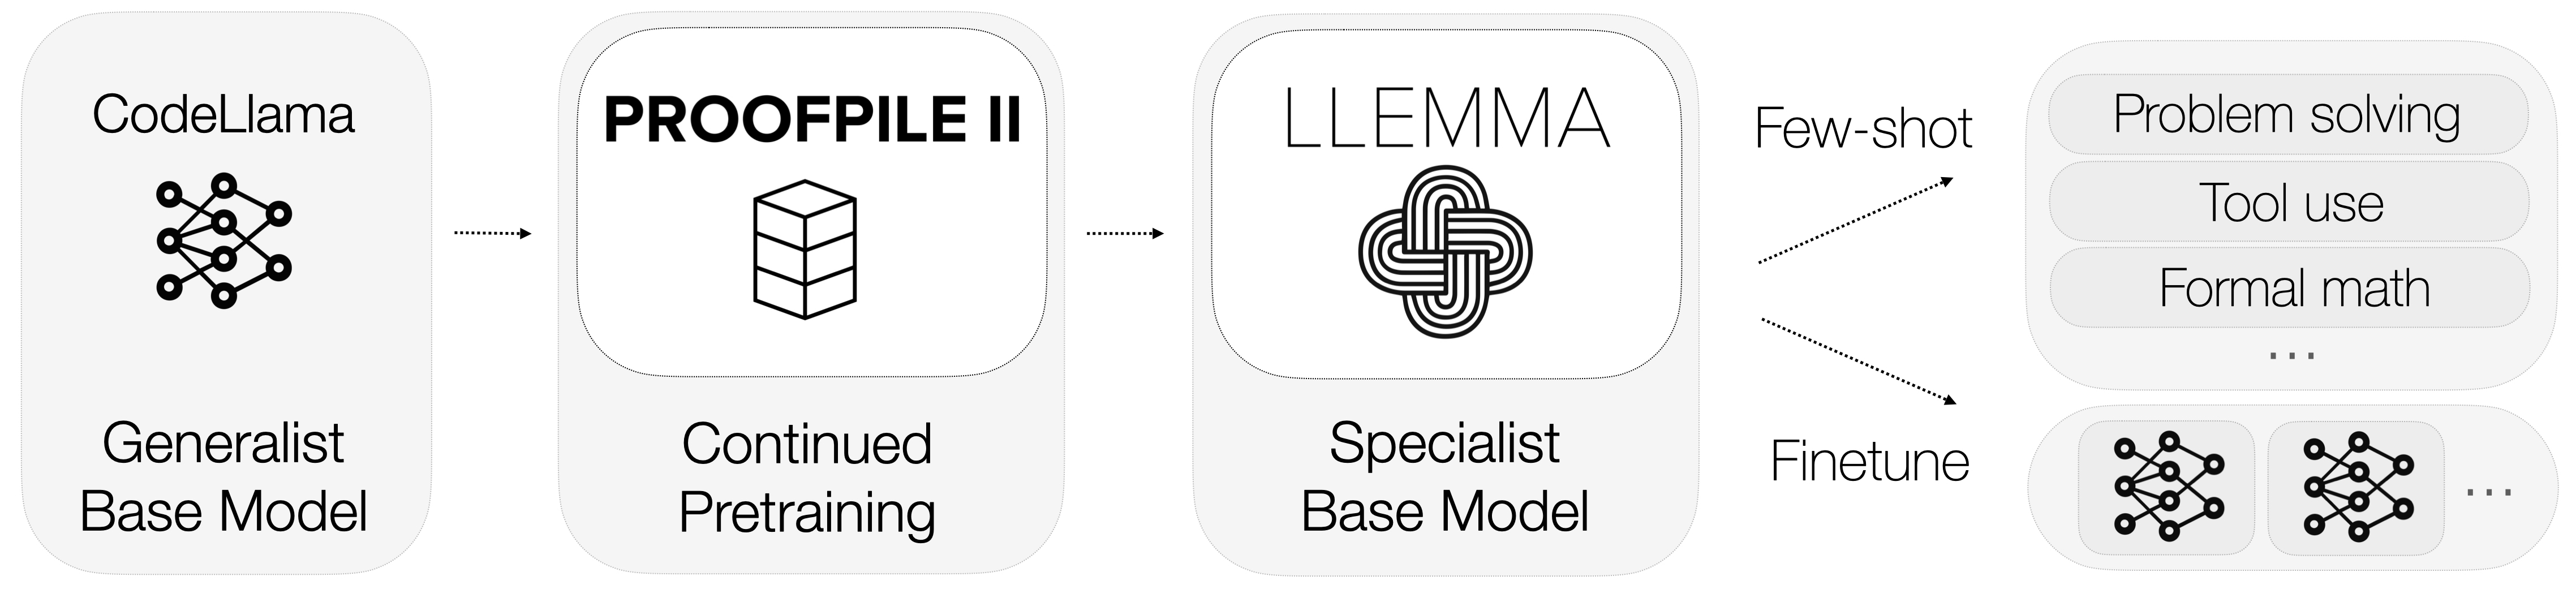 CodeLlama
Generalist
Base Model
PROOFPILE II
Continued
Pretraining
LLEMMA
Specialist
Base Model
Few-shot
Finetune
Problem solving
Tool use
Formal math
...
...